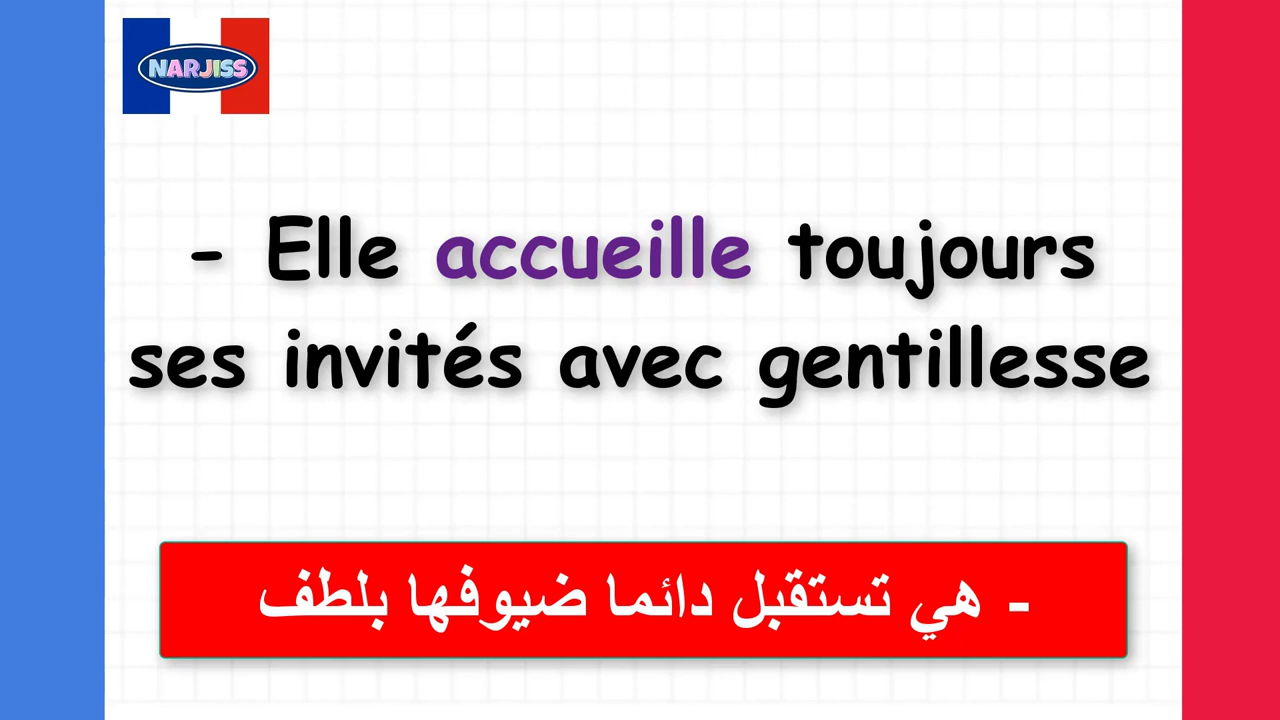 NARJISS
- Elle accueille toujours
ses invités avec gentillesse
- هي تستقبل دائما ضيوفها بلطف